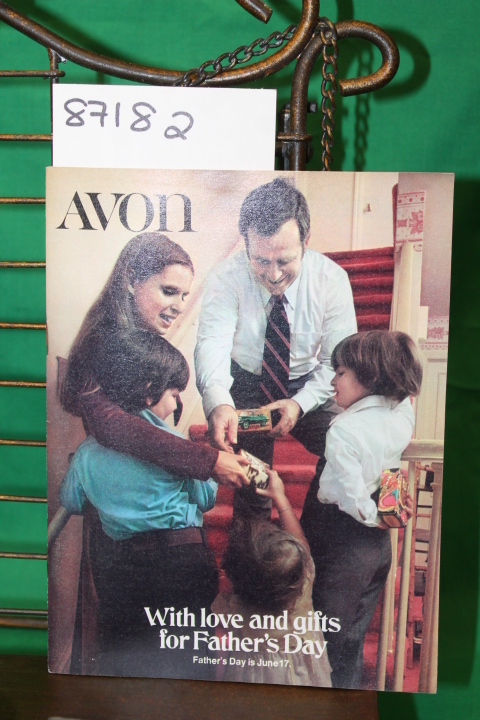 87182
AVON
With love and gifts
for Father's Day
Father's Day is June 17.